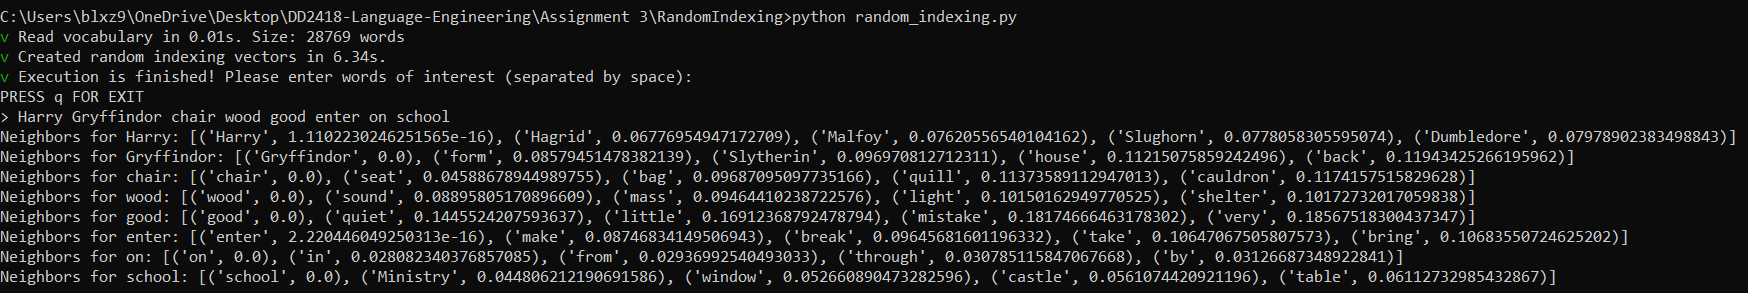 C:\Users\blxz9\OneDrive\Desktop\DD2418-Language-Engineering\Assignment 3\RandomIndexing>python random_indexing.py
v Read vocabulary in 0.01s. Size: 28769 words
v Created random indexing vectors in 6.34s.
v Execution is finished! Please enter words of interest (separated by space):
PRESS q FOR EXIT
> Harry Gryffindor chair wood good enter on school
Neighbors for Harry: [('Harry', 1.1102230246251565e-16), ('Hagrid', 0.06776954947172709), ('Malfoy', 0.07620556540104162), ('Slughorn', 0.0778058305595074), ('Dumbledore', 0.07978902383498843)]
Neighbors for Gryffindor: [('Gryffindor', 0.0), ('form', 0.08579451478382139), ('Slytherin', 0.096970812712311), ('house', 0.11215075859242496), ('back', 0.11943425266195962)]
Neighbors for chair: [('chair', 0.0), ('seat', 0.04588678944989755), ('bag', 0.09687095097735166), ('quill', 0.11373589112947013), ('cauldron', 0.1174157515829628)]
Neighbors for wood: [('wood', 0.0), ('sound', 0.08895805170896609), ('mass', 0.09464410238722576), ('light', 0.10150162949770525), ('shelter', 0.10172732017059838)]
Neighbors for good: [('good', 0.0), ('quiet', 0.1445524207593637), ('little', 0.16912368792478794), ('mistake', 0.18174666463178302), ('very', 0.18567518300437347)]
Neighbors for enter: [('enter', 2.220446049250313e-16), ('make', 0.08746834149506943), ('break', 0.09645681601196332), ('take', 0.10647067505807573), ('bring', 0.10683550724625202)]
Neighbors for on: [('on', 0.0), ('in', 0.028082340376857085), ('from', 0.02936992540493033), ('through', 0.030785115847067668), ('by', 0.03126687348922841)]
Neighbors for school: [('school', 0.0), ('Ministry', 0.044806212190691586), ('window', 0.052660890473282596), ('castle', 0.0561074420921196), ('table', 0.06112732985432867)]